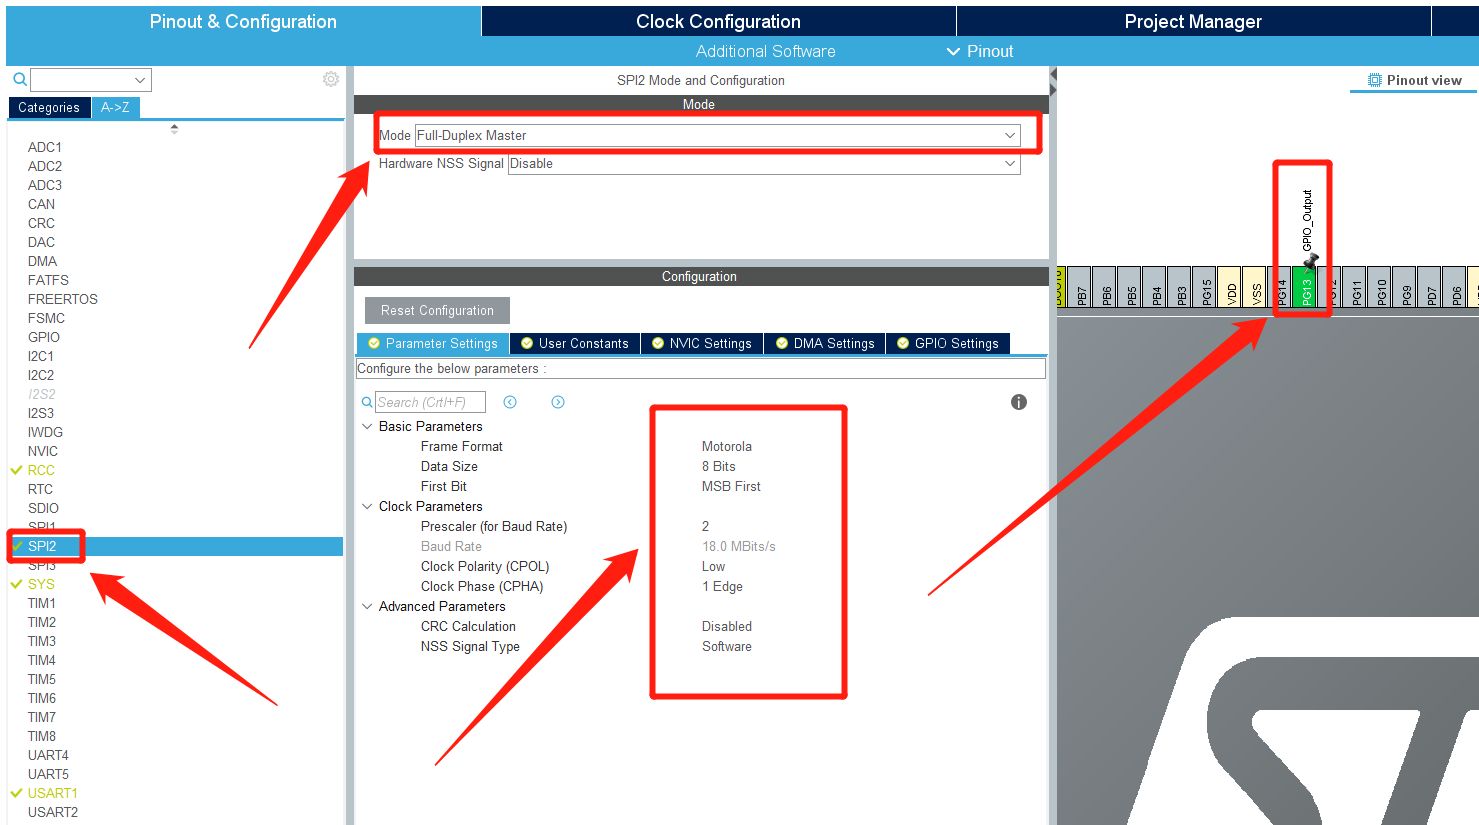 Pinout & Configuration
Clock Configuration
Project Manager
Additional Software
Pinout
Categories
A->Z
ADC1
ADC2
ADC3
CAN
CRC
DAC
DMA
FATFS
FREERTOS
FSMC
GPIO
I2C1
I2C2
I2S2
I2S3
IWDG
NVIC
RCC
RTC
SDIO
SPI1
SPI2
SPI3
SYS
TIM1
TIM2
TIM3
TIM4
TIM5
TIM6
TIM7
TIM8
UART4
UART5
USART1
USART2
SPI2 Mode and Configuration
Mode
Mode Full-Duplex Master
Hardware NSS Signal Disable
Configuration
Reset Configuration
Parameter Settings
User Constants
NVIC Settings
DMA Settings
GPIO Settings
Configure the below parameters :
Search (Crtl+F)
Basic Parameters
Frame Format Motorola
Data Size 8 Bits
First Bit MSB First
Clock Parameters
Prescaler (for Baud Rate) 2
Baud Rate 18.0 MBits/s
Clock Polarity (CPOL) Low
Clock Phase (CPHA) 1 Edge
Advanced Parameters
CRC Calculation Disabled
NSS Signal Type Software
Pinout view
GPIO_Output
PB7
PB6
PB5
PB4
PB3
PG15
VDD
VSS
PG14
PG13
PG12
PG11
PG10
PG9
PD7
PD6